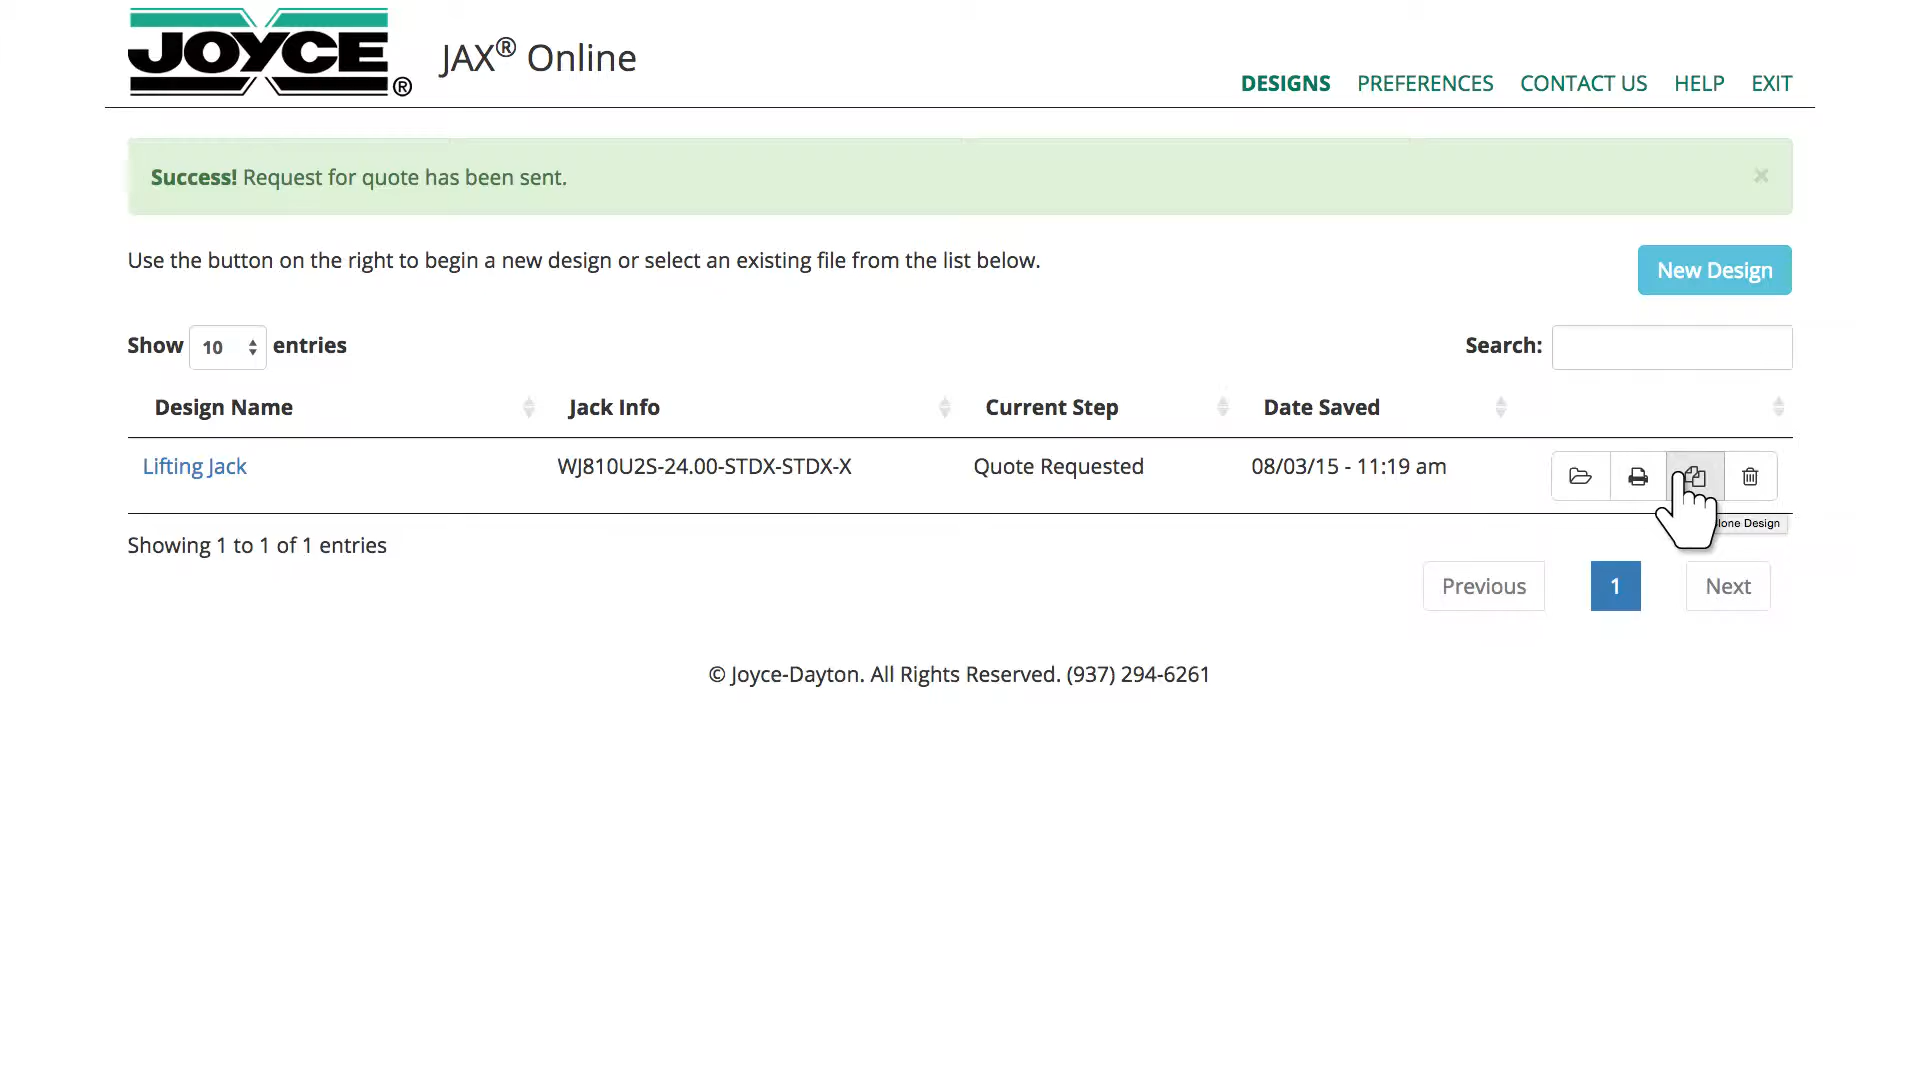 JOYCE®
JAX® Online
DESIGNS PREFERENCES CONTACT US HELP EXIT
Success! Request for quote has been sent. ×
Use the button on the right to begin a new design or select an existing file from the list below.
New Design
Show 10 entries
Search:
Design Name Jack Info Current Step Date Saved
Lifting Jack WJ810U2S-24.00-STDX-STDX-X Quote Requested 08/03/15 - 11:19 am
lone Design
Showing 1 to 1 of 1 entries
Previous 1 Next
© Joyce-Dayton. All Rights Reserved. (937) 294-6261